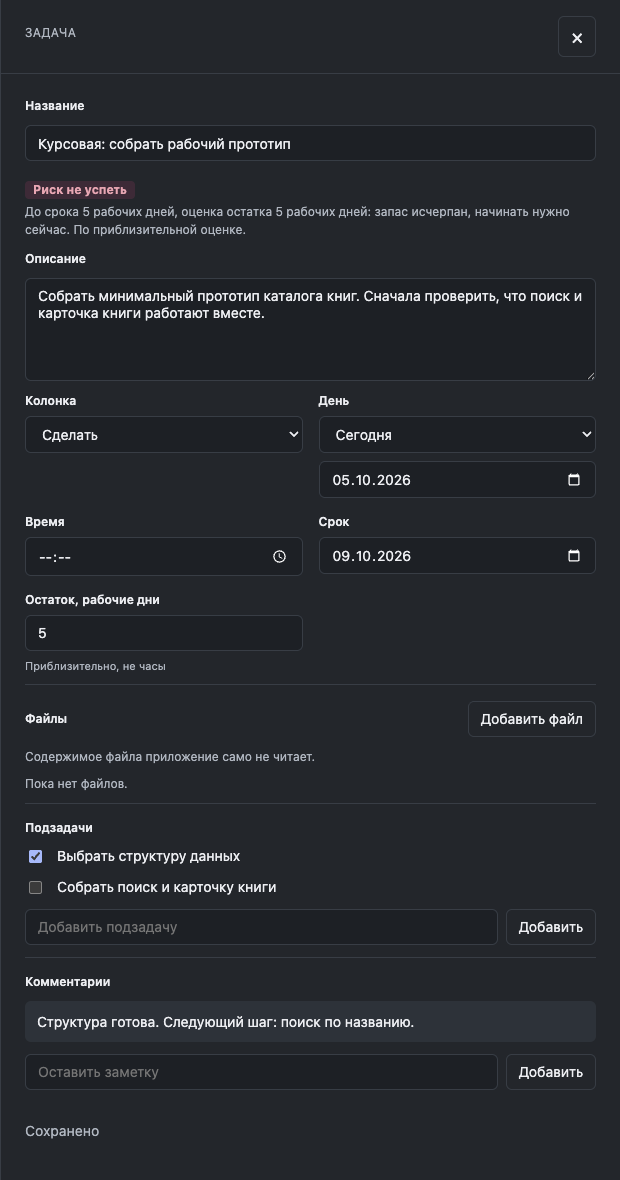 ЗАДАЧА
Название
Курсовая: собрать рабочий прототип
Риск не успеть
До срока 5 рабочих дней, оценка остатка 5 рабочих дней: запас исчерпан, начинать нужно
сейчас. По приблизительной оценке.
Описание
Собрать минимальный прототип каталога книг. Сначала проверить, что поиск и
карточка книги работают вместе.
Колонка
День
Сделать
Сегодня
05.10.2026
Время
Срок
--:--
09.10.2026
Остаток, рабочие дни
5
Приблизительно, не часы
Файлы
Добавить файл
Содержимое файла приложение само не читает.
Пока нет файлов.
Подзадачи
Выбрать структуру данных
Собрать поиск и карточку книги
Добавить подзадачу
Добавить
Комментарии
Структура готова. Следующий шаг: поиск по названию.
Оставить заметку
Добавить
Сохранено